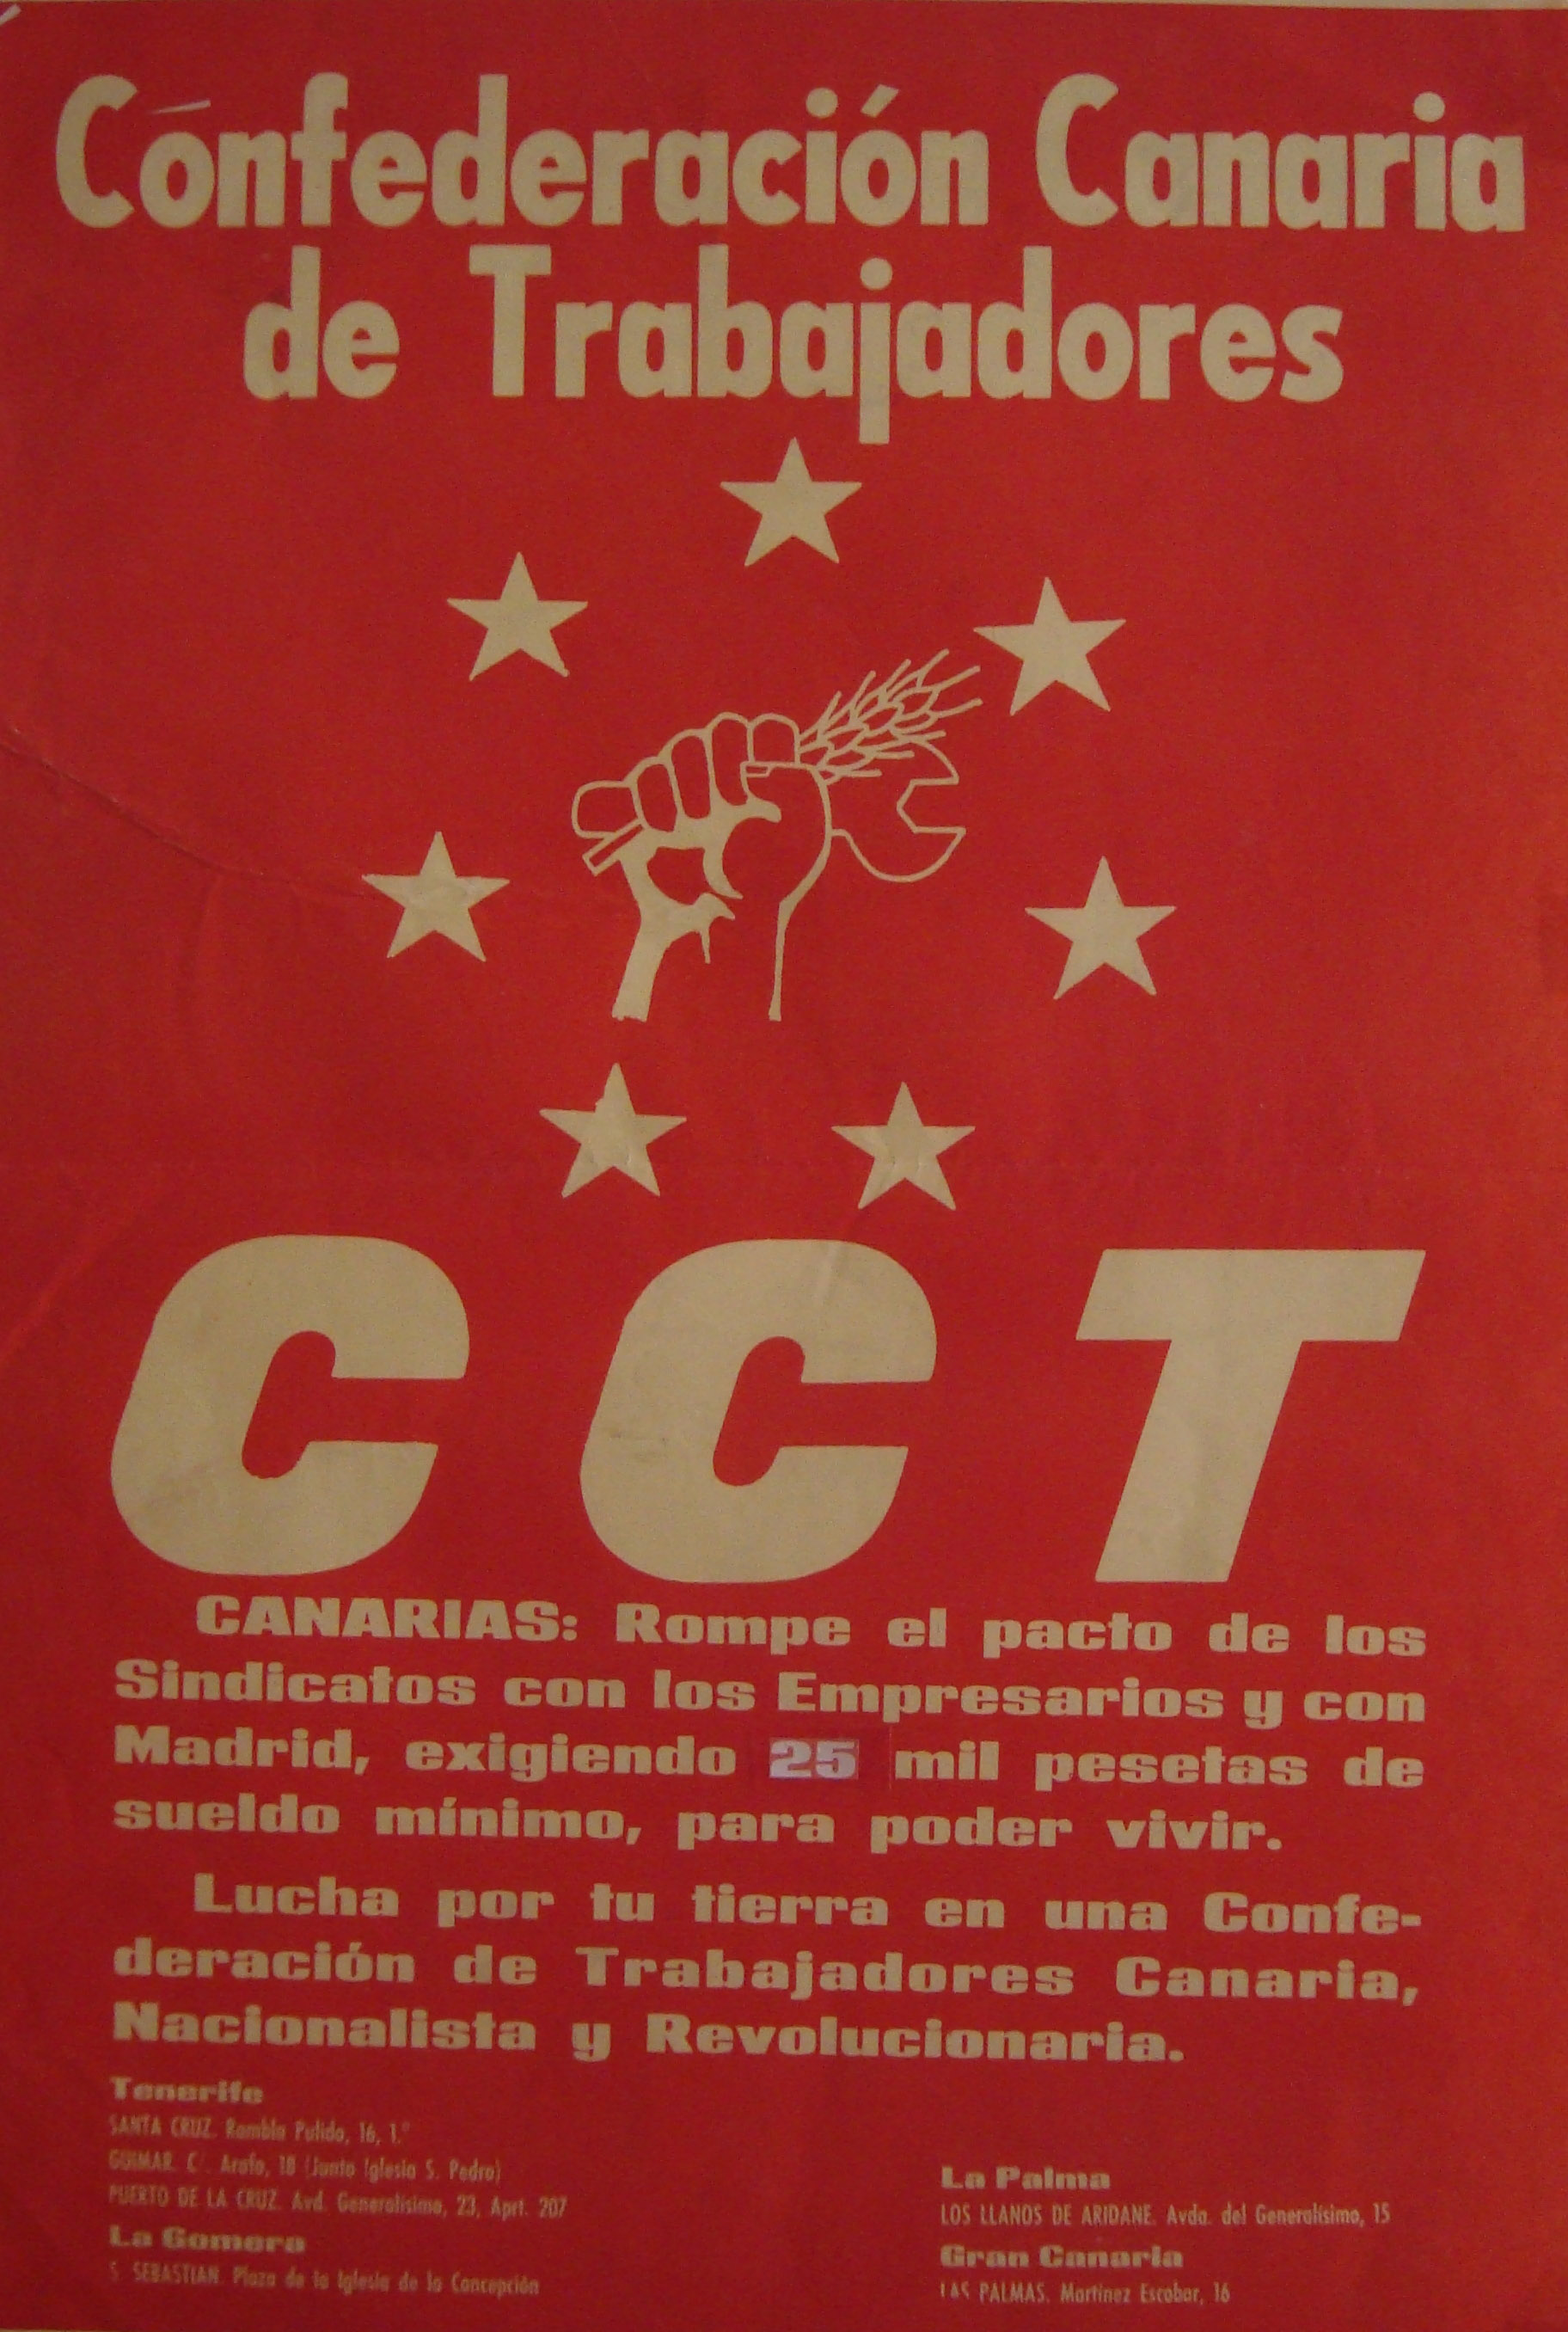 Confederación Canaria
de Trabajadores
CCT
CANARIAS: Rompe el pacto de los
Sindicatos con los Empresarios y con
Madrid, exigiendo 25 mil pesetas de
sueldo mínimo, para poder vivir.
Lucha por tu tierra en una Confe-
deración de Trabajadores Canaria,
Nacionalista y Revolucionaria.
Tenerife
SANTA CRUZ. Rambla Pulido, 16, 1.º
GUIMAR. C/. Arafo, 18 (Junto Iglesia S. Pedro)
PUERTO DE LA CRUZ. Avd. Generalísimo, 23, Aprt. 207
La Gomera
S. SEBASTIAN. Plaza de la Iglesia de la Concepción
La Palma
LOS LLANOS DE ARIDANE. Avda. del Generalísimo, 15
Gran Canaria
LAS PALMAS. Martínez Escobar, 16